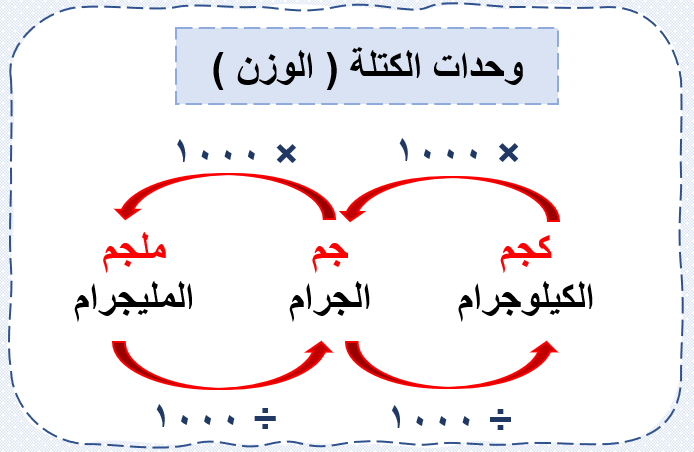 وحدات الكتلة ( الوزن )
× ١٠٠٠ × ١٠٠٠
كجم جم ملجم
الكيلوجرام الجرام المليجرام
÷ ١٠٠٠ ÷ ١٠٠٠